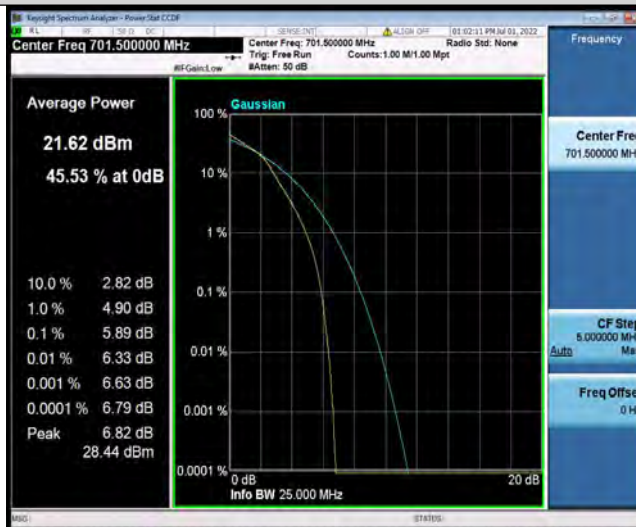 Keysight Spectrum Analyzer - Power Stat CCDF
RL RF 50 Ω DC SENSE:INT ALIGN OFF 01:02:11 PM Jul 01, 2022
Center Freq 701.500000 MHz
Center Freq: 701.500000 MHz Radio Std: None
Trig: Free Run Counts:1.00 M/1.00 Mpt
#IFGain:Low #Atten: 50 dB
Frequency
Average Power
21.62 dBm
45.53 % at 0dB
10.0 % 2.82 dB
1.0 % 4.90 dB
0.1 % 5.89 dB
0.01 % 6.33 dB
0.001 % 6.63 dB
0.0001 % 6.79 dB
Peak 6.82 dB
28.44 dBm
Gaussian
100 %
10 %
1 %
0.1 %
0.01 %
0.001 %
0.0001 %
0 dB 20 dB
Info BW 25.000 MHz
Center Fre
701.500000 MH
CF Step
5.000000 MH
Auto Ma
Freq Offse
0 H
MSG STATUS